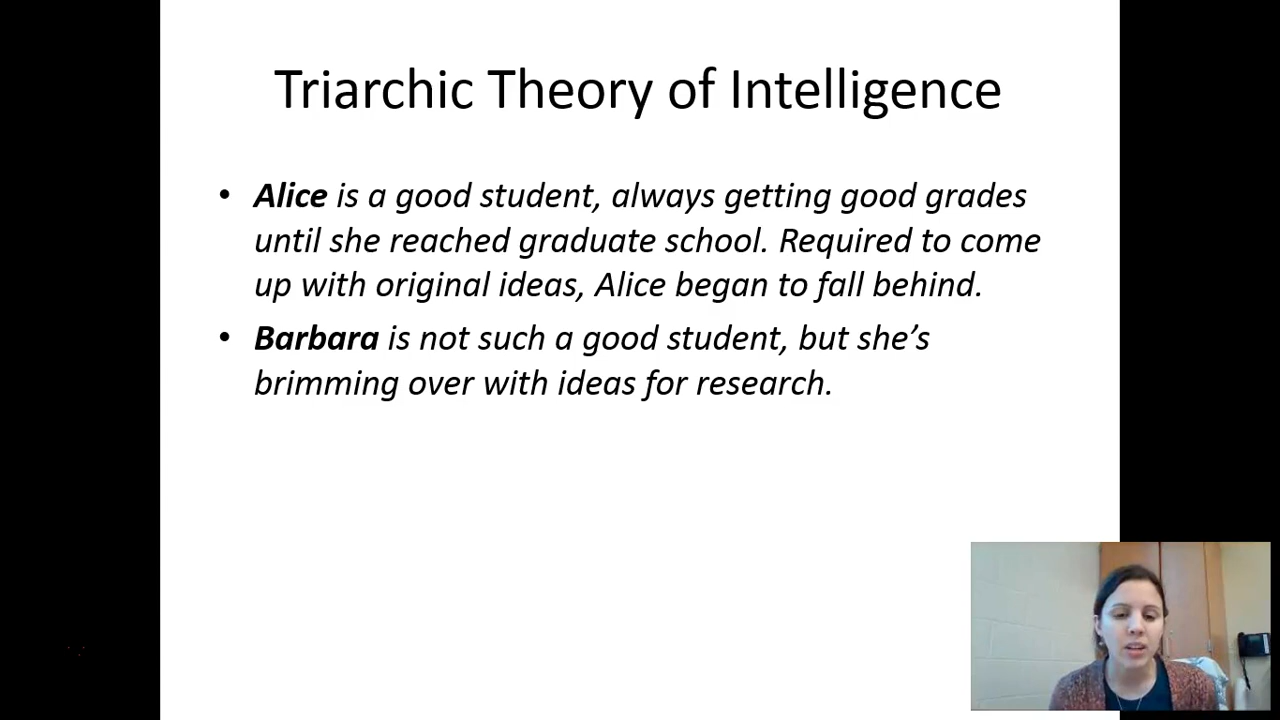 Triarchic Theory of Intelligence
• Alice is a good student, always getting good grades
until she reached graduate school. Required to come
up with original ideas, Alice began to fall behind.
• Barbara is not such a good student, but she’s
brimming over with ideas for research.